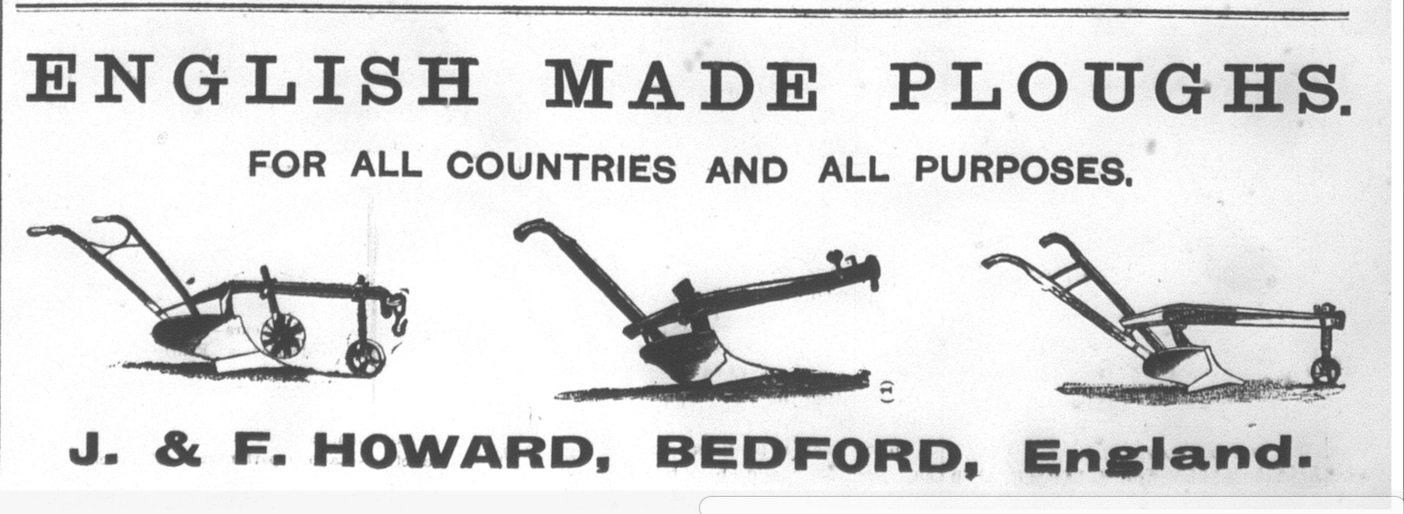 ENGLISH MADE PLOUGHS.
FOR ALL COUNTRIES AND ALL PURPOSES.
J. & F. HOWARD, BEDFORD, England.